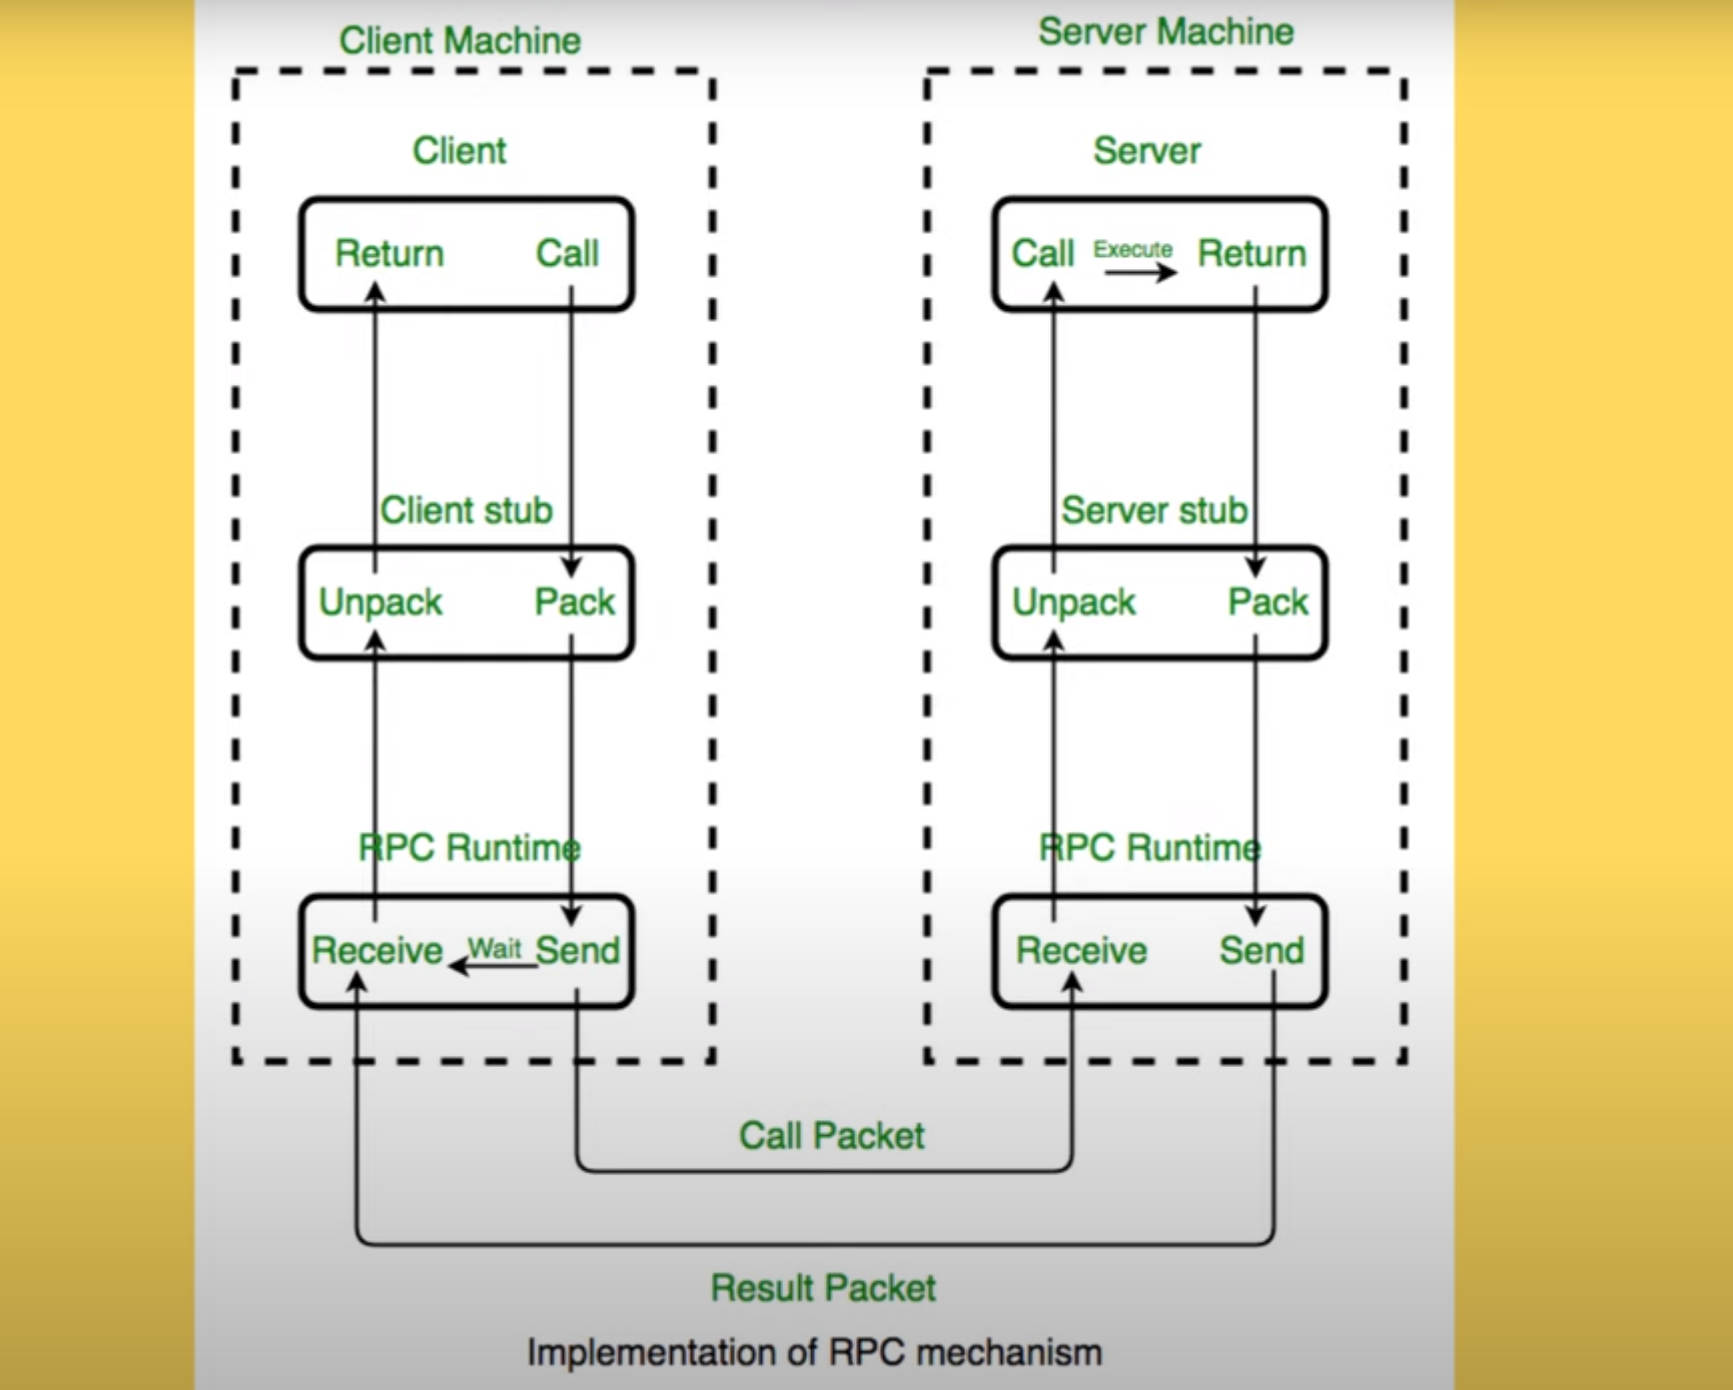 Client Machine
Server Machine
Client
Server
Return Call
Call Execute Return
Client stub
Server stub
Unpack Pack
Unpack Pack
RPC Runtime
RPC Runtime
Receive Wait Send
Receive Send
Call Packet
Result Packet
Implementation of RPC mechanism